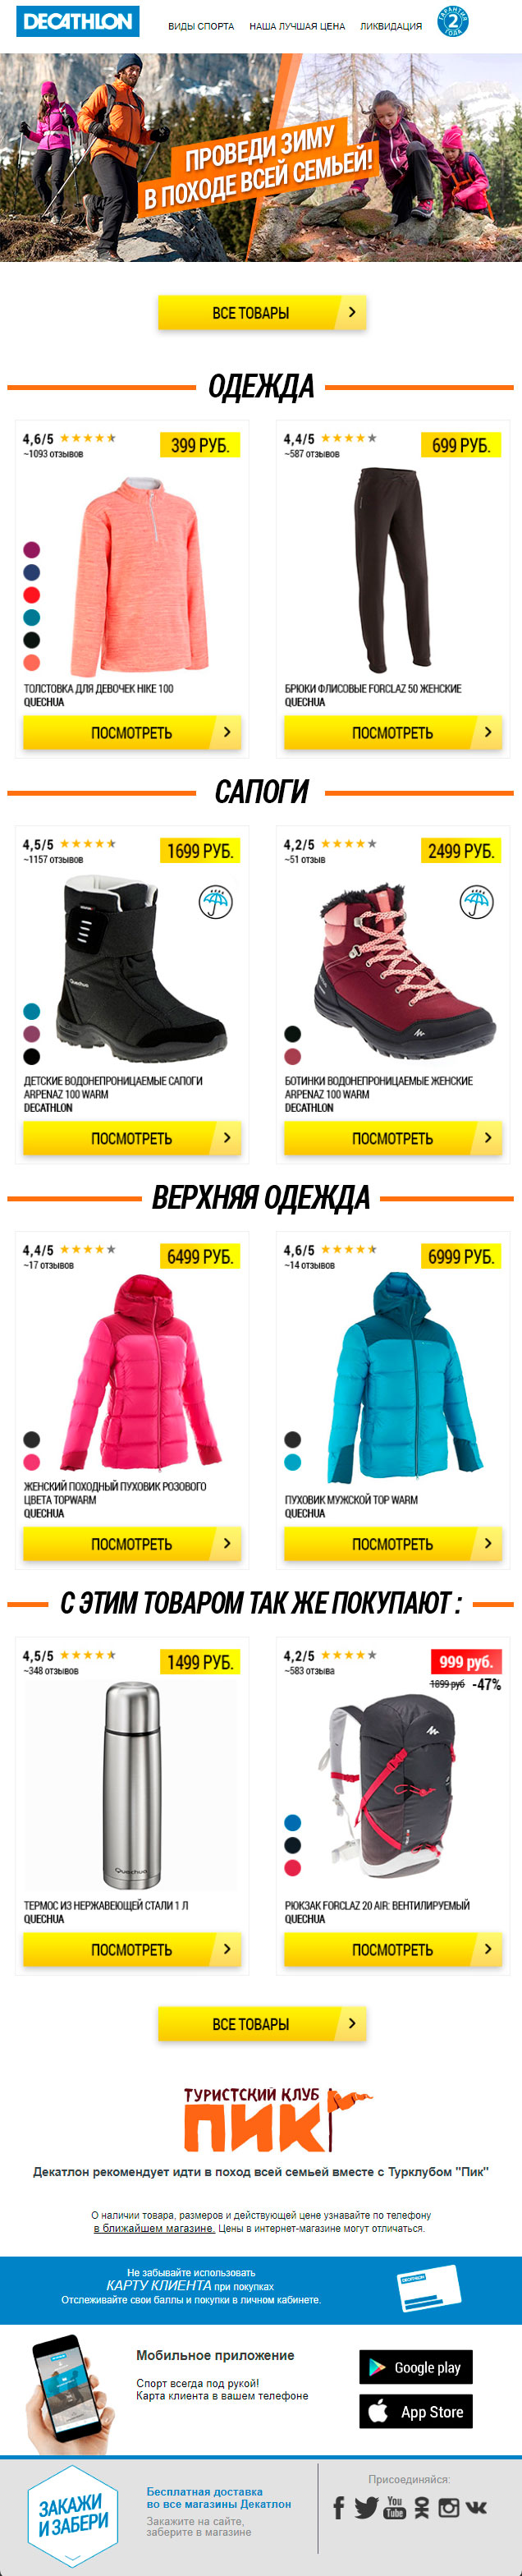 DECATHLON
ВИДЫ СПОРТА НАША ЛУЧШАЯ ЦЕНА ЛИКВИДАЦИЯ
ГАРАНТИЯ 2 ГОДА
ПРОВЕДИ ЗИМУ
В ПОХОДЕ ВСЕЙ СЕМЬЕЙ!
ВСЕ ТОВАРЫ
ОДЕЖДА
4,6/5
399 РУБ.
~1093 отзывов
ТОЛСТОВКА ДЛЯ ДЕВОЧЕК HIKE 100
QUECHUA
ПОСМОТРЕТЬ
4,4/5
699 РУБ.
~587 отзывов
БРЮКИ ФЛИСОВЫЕ FORCLAZ 50 ЖЕНСКИЕ
QUECHUA
ПОСМОТРЕТЬ
САПОГИ
4,5/5
1699 РУБ.
~1157 отзывов
Quechua
ДЕТСКИЕ ВОДОНЕПРОНИЦАЕМЫЕ САПОГИ
ARPENAZ 100 WARM
DECATHLON
ПОСМОТРЕТЬ
4,2/5
2499 РУБ.
~51 отзыв
БОТИНКИ ВОДОНЕПРОНИЦАЕМЫЕ ЖЕНСКИЕ
ARPENAZ 100 WARM
DECATHLON
ПОСМОТРЕТЬ
ВЕРХНЯЯ ОДЕЖДА
4,4/5
6499 РУБ.
~17 отзывов
ЖЕНСКИЙ ПОХОДНЫЙ ПУХОВИК РОЗОВОГО
ЦВЕТА TOPWARM
QUECHUA
ПОСМОТРЕТЬ
4,6/5
6999 РУБ.
~14 отзывов
ПУХОВИК МУЖСКОЙ TOP WARM
QUECHUA
ПОСМОТРЕТЬ
С ЭТИМ ТОВАРОМ ТАК ЖЕ ПОКУПАЮТ :
4,5/5
1499 РУБ.
~348 отзывов
Quechua
ТЕРМОС ИЗ НЕРЖАВЕЮЩЕЙ СТАЛИ 1 Л
QUECHUA
ПОСМОТРЕТЬ
4,2/5
999 руб.
~583 отзыва
1899 руб -47%
РЮКЗАК FORCLAZ 20 AIR: ВЕНТИЛИРУЕМЫЙ
QUECHUA
ПОСМОТРЕТЬ
ВСЕ ТОВАРЫ
ТУРИСТСКИЙ КЛУБ
ПИК
Декатлон рекомендует идти в поход всей семьей вместе с Турклубом "Пик"
О наличии товара, размеров и действующей цене узнавайте по телефону
в ближайшем магазине. Цены в интернет-магазине могут отличаться.
Не забывайте использовать
КАРТУ КЛИЕНТА при покупках
Отслеживайте свои баллы и покупки в личном кабинете.
DECATHLON
Мобильное приложение
Спорт всегда под рукой!
Карта клиента в вашем телефоне
Google play
App Store
ЗАКАЖИ
И ЗАБЕРИ
Бесплатная доставка
во все магазины Декатлон
Закажите на сайте,
заберите в магазине
Присоединяйся:
You
Tube